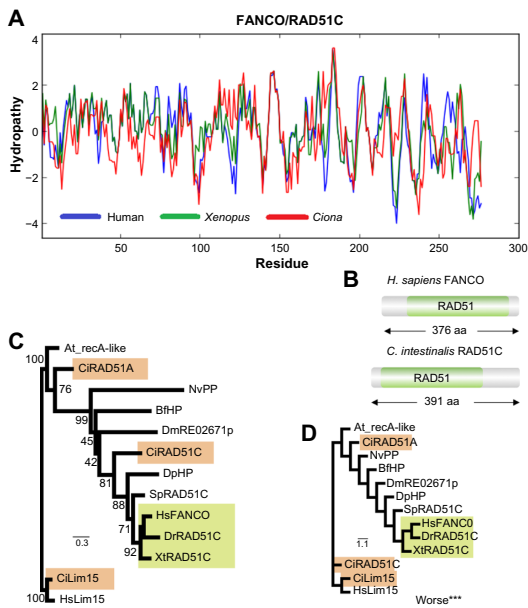 A
FANCO/RAD51C
4
2
0
−2
−4
Hydropathy
Human
Xenopus
Ciona
50
100
150
200
250
300
Residue
B
H. sapiens FANCO
RAD51
376 aa
C. intestinalis RAD51C
RAD51
391 aa
C
At_recA-like
100
CiRAD51A
76
NvPP
99
BfHP
45
DmRE02671p
42
CiRAD51C
81
DpHP
88
SpRAD51C
HsFANCO
71
DrRAD51C
92
XtRAD51C
0.3
CiLim15
100
HsLim15
D
At_recA-like
CiRAD51A
NvPP
BfHP
DmRE02671p
DpHP
SpRAD51C
HsFANC0
DrRAD51C
XtRAD51C
1.1
CiRAD51C
CiLim15
HsLim15
Worse***